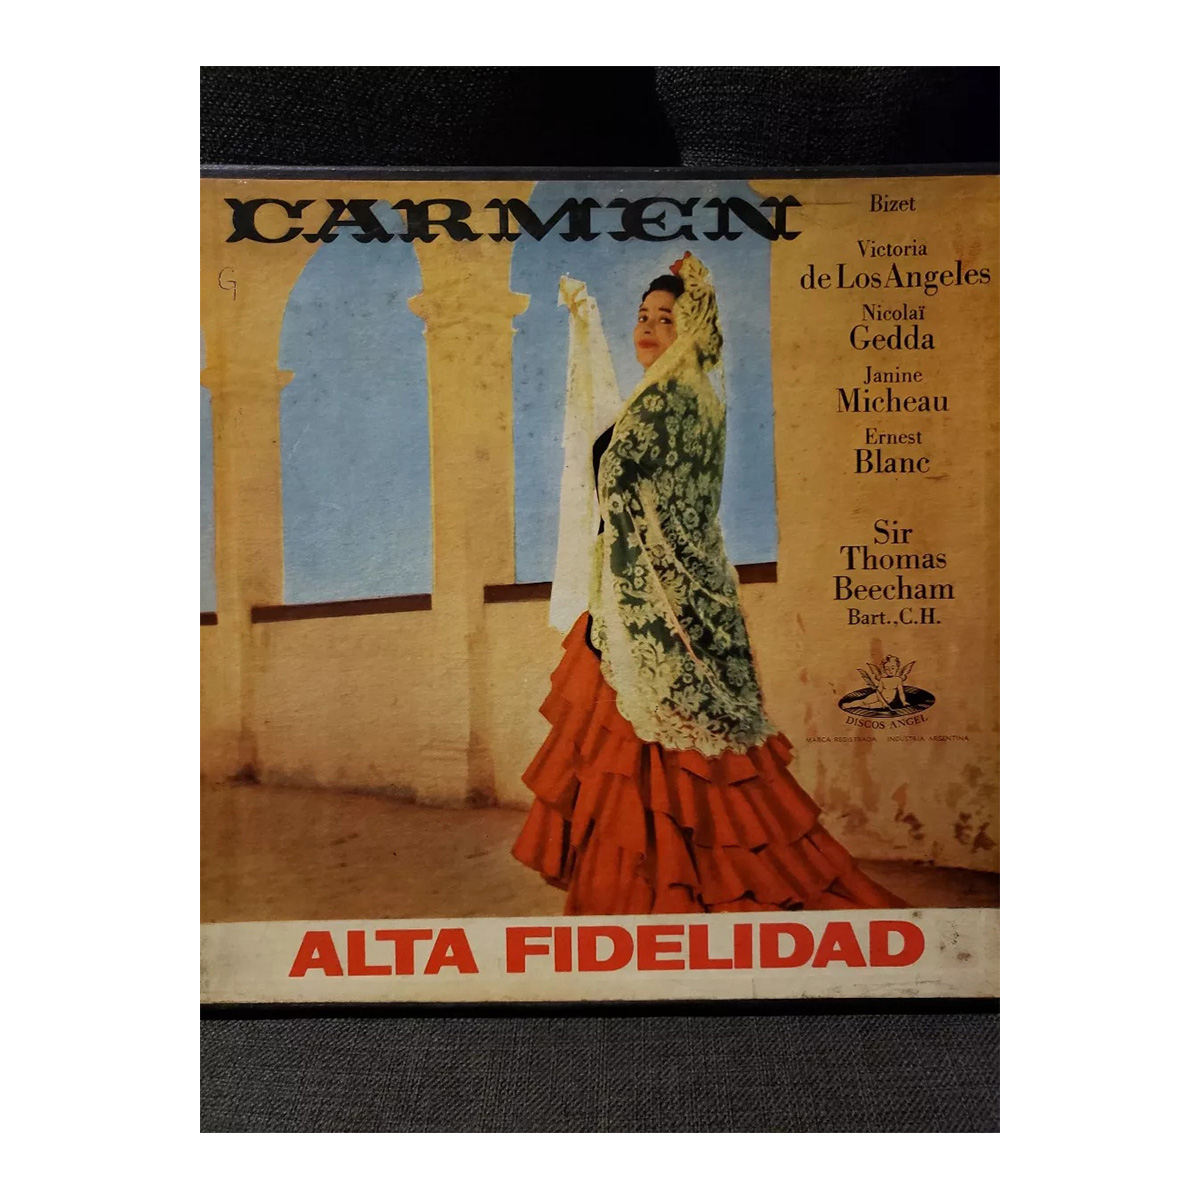 CARMEN
G
Bizet
Victoria
de Los Angeles
Nicolaï
Gedda
Janine
Micheau
Ernest
Blanc
Sir
Thomas
Beecham
Bart., C.H.
DISCOS ANGEL
MARCA REGISTRADA INDUSTRIA ARGENTINA
ALTA FIDELIDAD